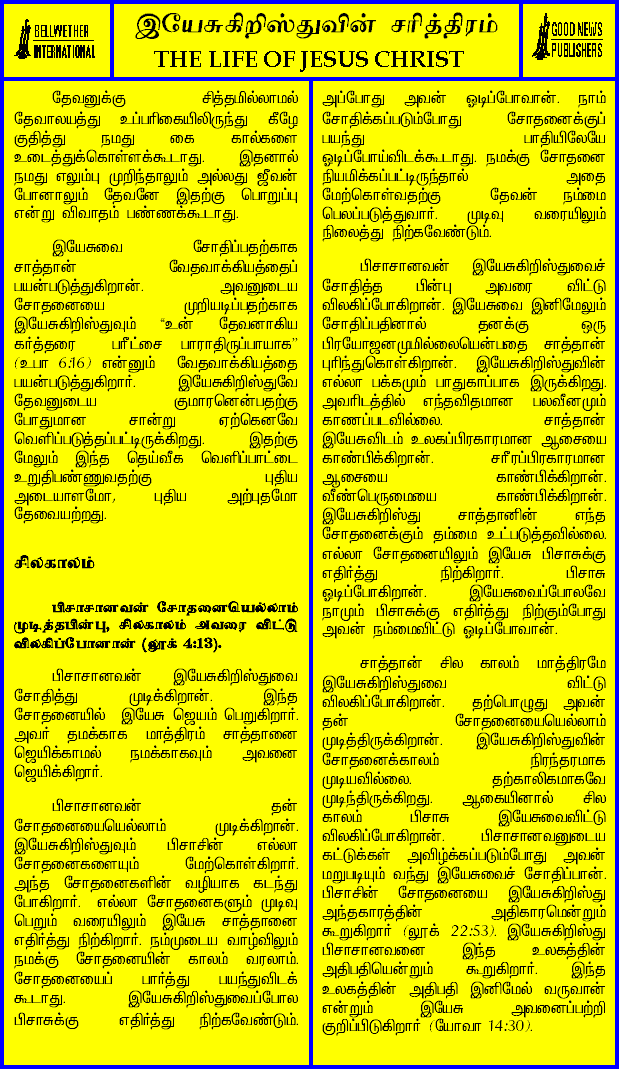 BELLWETHER
INTERNATIONAL
இயேசுகிறிஸ்துவின் சரித்திரம்
THE LIFE OF JESUS CHRIST
GOOD NEWS
PUBLISHERS
தேவனுக்கு சித்தமில்லாமல்
தேவாலயத்து உப்பரிகையிலிருந்து கீழே
குதித்து நமது கை கால்களை
உடைத்துக்கொள்ளக்கூடாது. இதனால்
நமது எலும்பு முறிந்தாலும் அல்லது ஜீவன்
போனாலும் தேவனே இதற்கு பொறுப்பு
என்று விவாதம் பண்ணக்கூடாது.
இயேசுவை சோதிப்பதற்காக
சாத்தான் வேதவாக்கியத்தைப்
பயன்படுத்துகிறான். அவனுடைய
சோதனையை முறியடிப்பதற்காக
இயேசுகிறிஸ்துவும் “உன் தேவனாகிய
கர்த்தரை பரீட்சை பாராதிருப்பாயாக”
(உபா 6:16) என்னும் வேதவாக்கியத்தை
பயன்படுத்துகிறார். இயேசுகிறிஸ்துவே
தேவனுடைய குமாரனென்பதற்கு
போதுமான சான்று ஏற்கெனவே
வெளிப்படுத்தப்பட்டிருக்கிறது. இதற்கு
மேலும் இந்த தெய்வீக வெளிப்பாட்டை
உறுதிபண்ணுவதற்கு புதிய
அடையாளமோ, புதிய அற்புதமோ
தேவையற்றது.
சிலகாலம்
பிசாசானவன் சோதனையெல்லாம்
முடித்தபின்பு, சிலகாலம் அவரை விட்டு
விலகிப்போனான் (லூக் 4:13).
பிசாசானவன் இயேசுகிறிஸ்துவை
சோதித்து முடிக்கிறான். இந்த
சோதனையில் இயேசு ஜெயம் பெறுகிறார்.
அவர் தமக்காக மாத்திரம் சாத்தானை
ஜெயிக்காமல் நமக்காகவும் அவனை
ஜெயிக்கிறார்.
பிசாசானவன் தன்
சோதனையையெல்லாம் முடிக்கிறான்.
இயேசுகிறிஸ்துவும் பிசாசின் எல்லா
சோதனைகளையும் மேற்கொள்கிறார்.
அந்த சோதனைகளின் வழியாக கடந்து
போகிறார். எல்லா சோதனைகளும் முடிவு
பெறும் வரையிலும் இயேசு சாத்தானை
எதிர்த்து நிற்கிறார். நம்முடைய வாழ்விலும்
நமக்கு சோதனையின் காலம் வரலாம்.
சோதனையைப் பார்த்து பயந்துவிடக்
கூடாது. இயேசுகிறிஸ்துவைப்போல
பிசாசுக்கு எதிர்த்து நிற்கவேண்டும்.
அப்போது அவன் ஓடிப்போவான். நாம்
சோதிக்கப்படும்போது சோதனைக்குப்
பயந்து பாதியிலேயே
ஓடிப்போய்விடக்கூடாது. நமக்கு சோதனை
நியமிக்கப்பட்டிருந்தால் அதை
மேற்கொள்வதற்கு தேவன் நம்மை
பெலப்படுத்துவார். முடிவு வரையிலும்
நிலைத்து நிற்கவேண்டும்.
பிசாசானவன் இயேசுகிறிஸ்துவைச்
சோதித்த பின்பு அவரை விட்டு
விலகிப்போகிறான். இயேசுவை இனிமேலும்
சோதிப்பதினால் தனக்கு ஒரு
பிரயோஜனமுமில்லையென்பதை சாத்தான்
புரிந்துகொள்கிறான். இயேசுகிறிஸ்துவின்
எல்லா பக்கமும் பாதுகாப்பாக இருக்கிறது.
அவரிடத்தில் எந்தவிதமான பலவீனமும்
காணப்படவில்லை. சாத்தான்
இயேசுவிடம் உலகப்பிரகாரமான ஆசையை
காண்பிக்கிறான். சரீரப்பிரகாரமான
ஆசையை காண்பிக்கிறான்.
வீண்பெருமையை காண்பிக்கிறான்.
இயேசுகிறிஸ்து சாத்தானின் எந்த
சோதனைக்கும் தம்மை உட்படுத்தவில்லை.
எல்லா சோதனையிலும் இயேசு பிசாசுக்கு
எதிர்த்து நிற்கிறார். பிசாசு
ஓடிப்போகிறான். இயேசுவைப்போலவே
நாமும் பிசாசுக்கு எதிர்த்து நிற்கும்போது
அவன் நம்மைவிட்டு ஓடிப்போவான்.
சாத்தான் சில காலம் மாத்திரமே
இயேசுகிறிஸ்துவை விட்டு
விலகிப்போகிறான். தற்பொழுது அவன்
தன் சோதனையையெல்லாம்
முடித்திருக்கிறான். இயேசுகிறிஸ்துவின்
சோதனைக்காலம் நிரந்தரமாக
முடியவில்லை. தற்காலிகமாகவே
முடிந்திருக்கிறது. ஆகையினால் சில
காலம் பிசாசு இயேசுவைவிட்டு
விலகிப்போகிறான். பிசாசானவனுடைய
கட்டுக்கள் அவிழ்க்கப்படும்போது அவன்
மறுபடியும் வந்து இயேசுவைச் சோதிப்பான்.
பிசாசின் சோதனையை இயேசுகிறிஸ்து
அந்தகாரத்தின் அதிகாரமென்றும்
கூறுகிறார் (லூக் 22:53). இயேசுகிறிஸ்து
பிசாசானவனை இந்த உலகத்தின்
அதிபதியென்றும் கூறுகிறார். இந்த
உலகத்தின் அதிபதி இனிமேல் வருவான்
என்றும் இயேசு அவனைப்பற்றி
குறிப்பிடுகிறார் (யோவா 14:30).